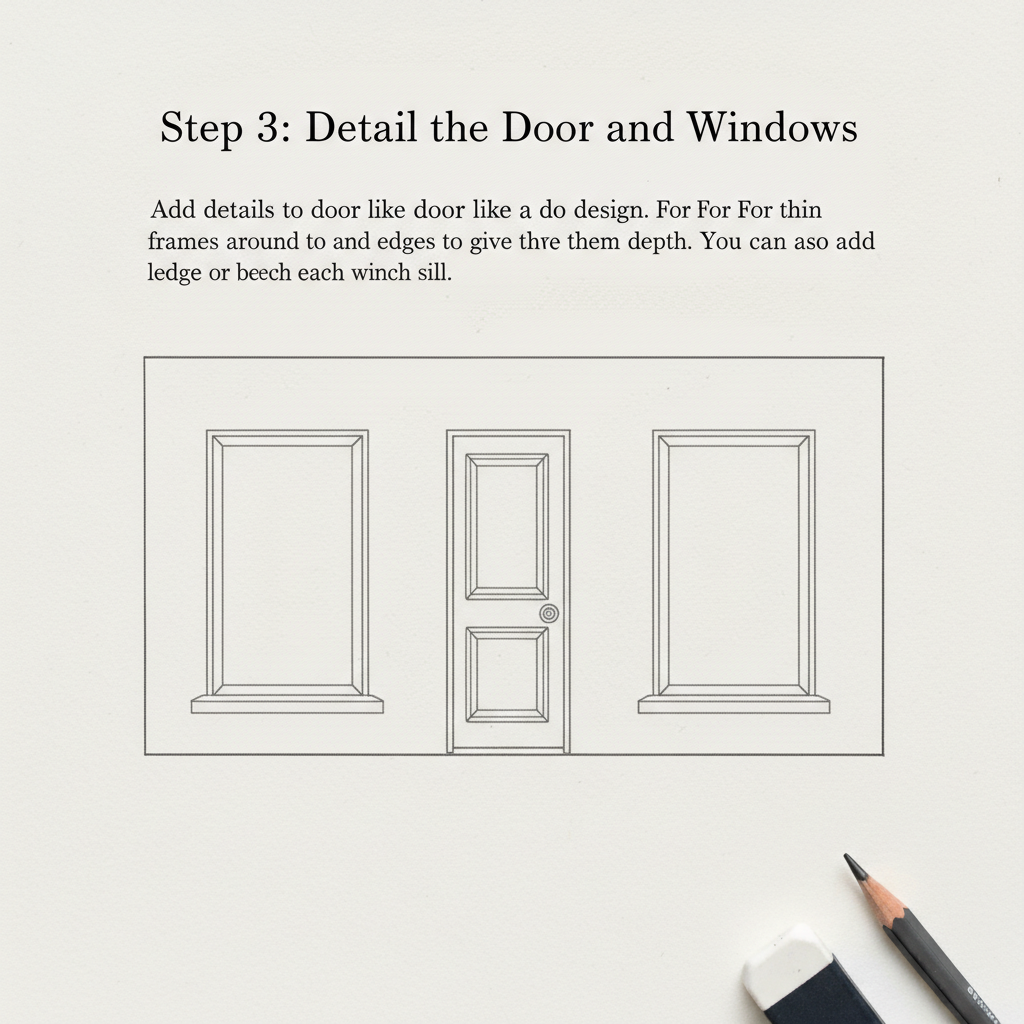 Step 3: Detail the Door and Windows
Add details to door like door like a do design. For For For thin
frames around to and edges to give thre them depth. You can aso add
ledge or beech each winch sill.